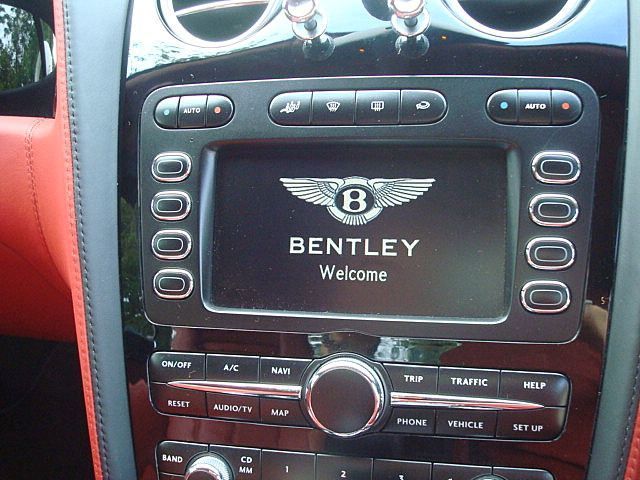 AUTO AUTO
B
BENTLEY
Welcome
ON/OFF A/C NAVI TRIP TRAFFIC HELP
RESET AUDIO/TV MAP PHONE VEHICLE SET UP
BAND CD MM 1 2 3